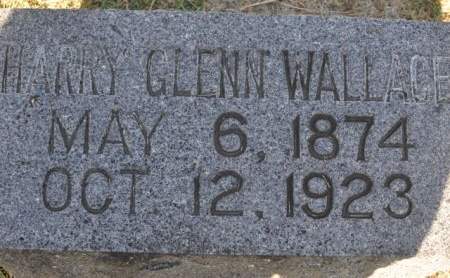 HARRY GLENN WALLACE
MAY 6, 1874
OCT 12, 1923